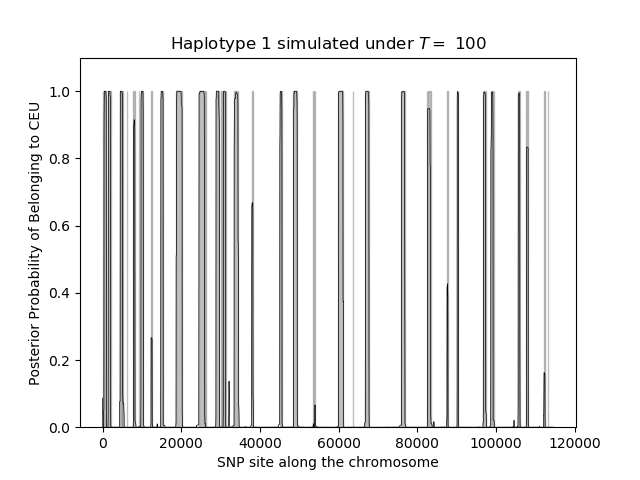 Haplotype 1 simulated under T = 100
Posterior Probability of Belonging to CEU
1.0
0.8
0.6
0.4
0.2
0.0
0 20000 40000 60000 80000 100000 120000
SNP site along the chromosome